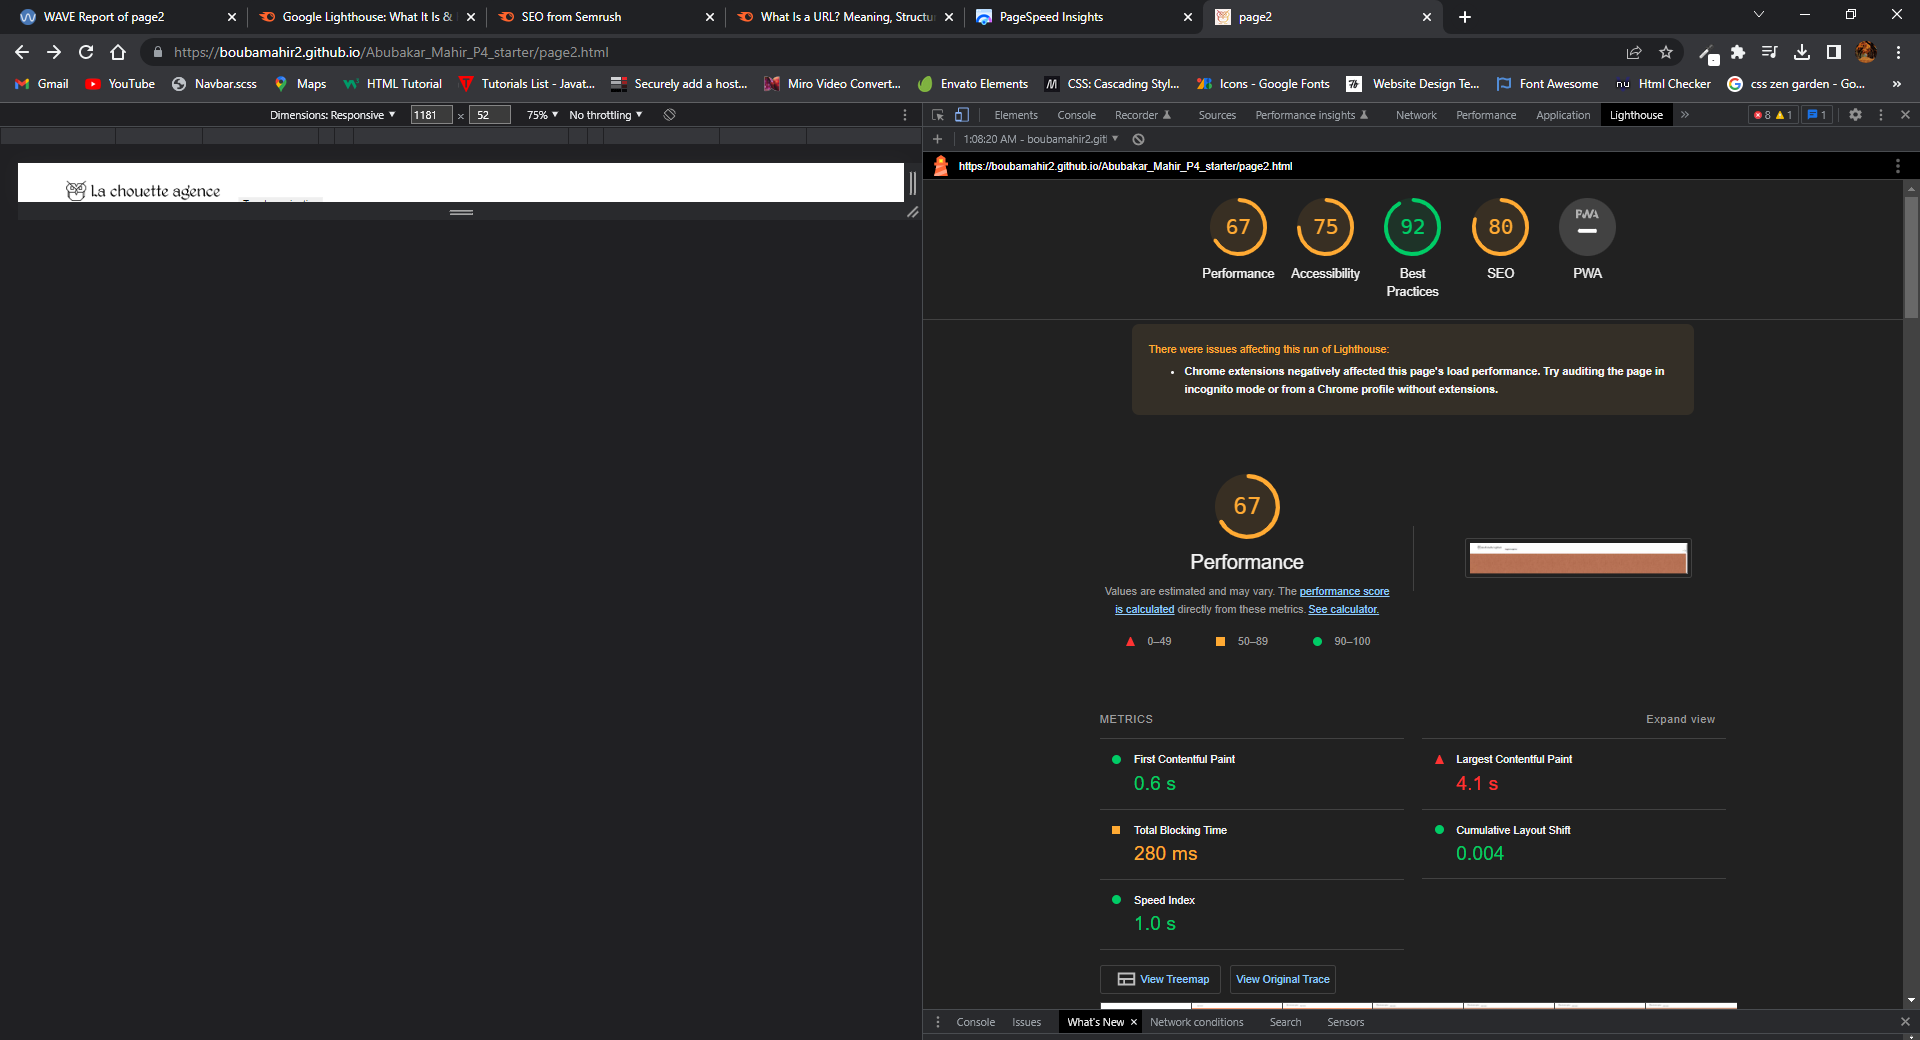 WAVE Report of page2
Google Lighthouse: What It Is &
SEO from Semrush
What Is a URL? Meaning, Structu
PageSpeed Insights
page2
https://boubamahir2.github.io/Abubakar_Mahir_P4_starter/page2.html
Gmail
YouTube
Navbar.scss
Maps
HTML Tutorial
Tutorials List - Javat...
Securely add a host...
Miro Video Convert...
Envato Elements
CSS: Cascading Styl...
Icons - Google Fonts
Website Design Te...
Font Awesome
Html Checker
css zen garden - Go...
»
Dimensions: Responsive
1181 × 52
75%
No throttling
Elements
Console
Recorder
Sources
Performance insights
Network
Performance
Application
Lighthouse
»
8
1
1
1:08:20 AM - boubamahir2.git
https://boubamahir2.github.io/Abubakar_Mahir_P4_starter/page2.html
La chouette agence
67
75
92
80
PWA
Performance
Accessibility
Best
Practices
SEO
PWA
There were issues affecting this run of Lighthouse:
Chrome extensions negatively affected this page's load performance. Try auditing the page in
incognito mode or from a Chrome profile without extensions.
67
Performance
Values are estimated and may vary. The performance score
is calculated directly from these metrics. See calculator.
0–49
50–89
90–100
METRICS
Expand view
First Contentful Paint
0.6 s
Largest Contentful Paint
4.1 s
Total Blocking Time
280 ms
Cumulative Layout Shift
0.004
Speed Index
1.0 s
View Treemap
View Original Trace
Console
Issues
What's New
Network conditions
Search
Sensors